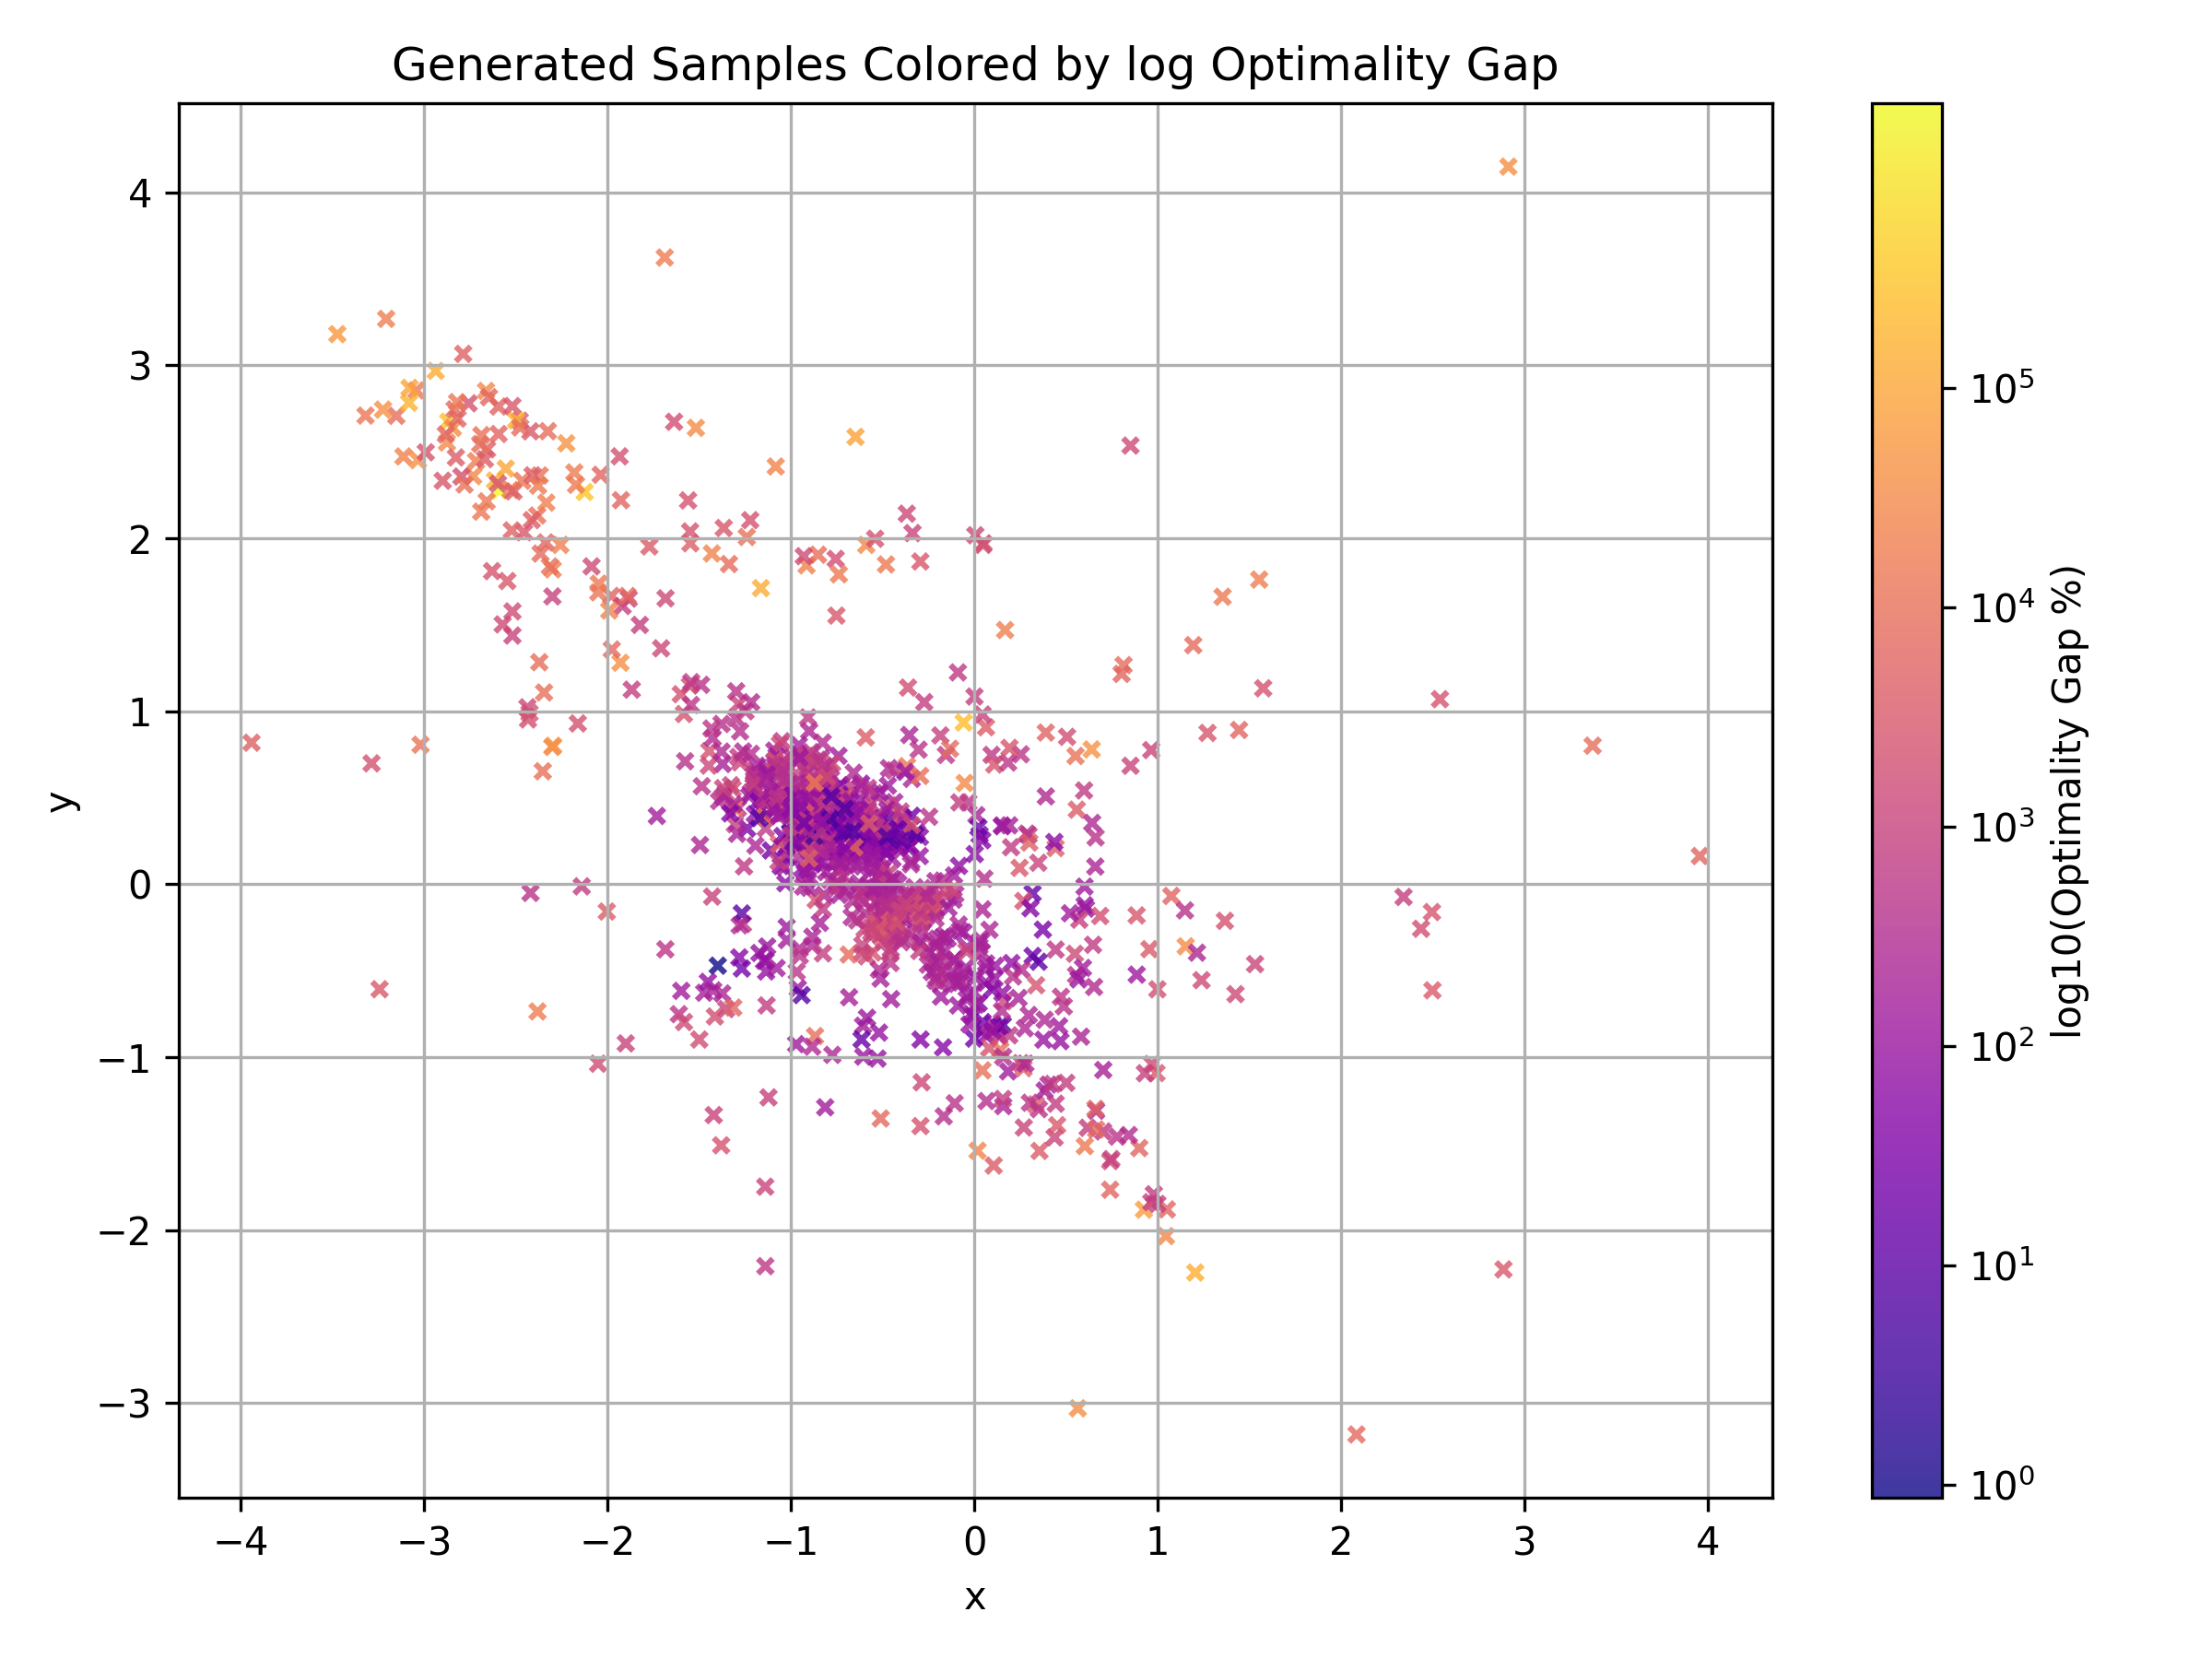 Generated Samples Colored by log Optimality Gap
4
3
2
1
0
−1
−2
−3
y
−4 −3 −2 −1 0 1 2 3 4
x
10⁵
10⁴
10³
10²
10¹
10⁰
log10(Optimality Gap %)